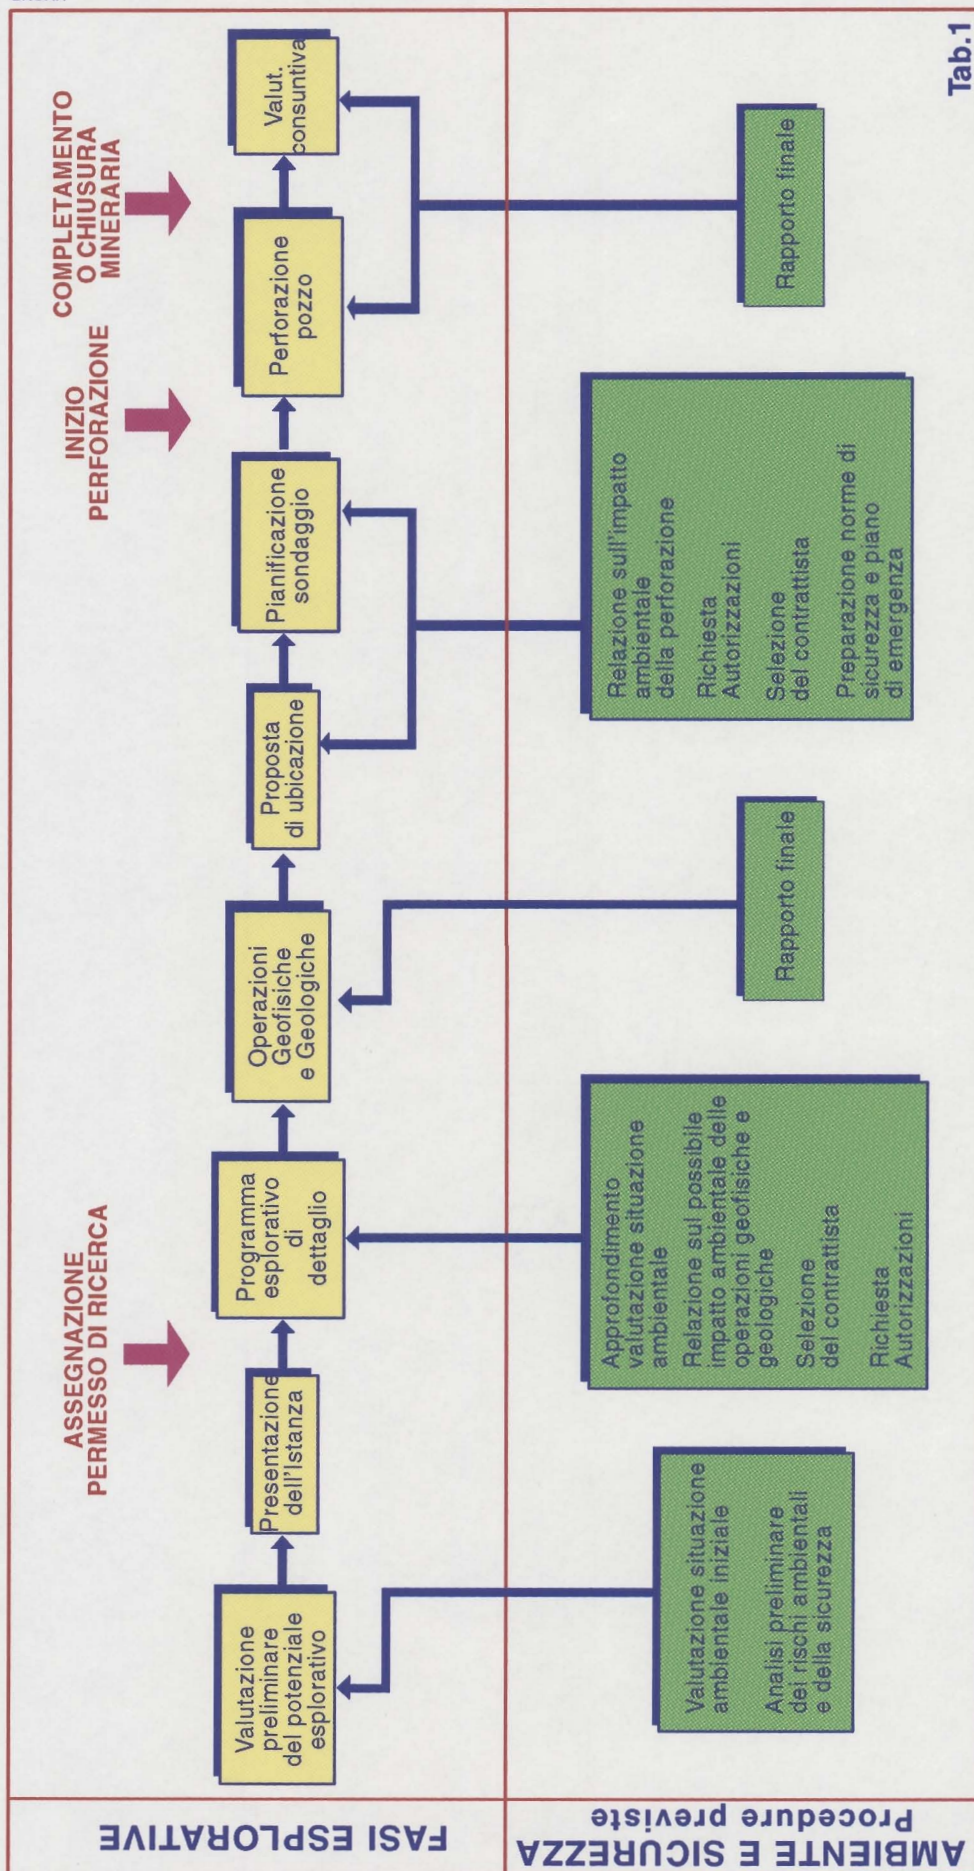 ASSEGNAZIONE
PERMESSO DI RICERCA
INIZIO
PERFORAZIONE
COMPLETAMENTO
O CHIUSURA
MINERARIA
FASI ESPLORATIVE
Valutazione
preliminare
del potenziale
esplorativo
Presentazione
dell'Istanza
Programma
esplorativo
di
dettaglio
Operazioni
Geofisiche
e Geologiche
Proposta
di ubicazione
Pianificazione
sondaggio
Perforazione
pozzo
Valut.
consuntiva
AMBIENTE E SICUREZZA
Procedure previste
Valutazione situazione
ambientale iniziale
Analisi preliminare
dei rischi ambientali
e della sicurezza
Approfondimento
valutazione situazione
ambientale
Relazione sul possibile
impatto ambientale delle
operazioni geofisiche e
geologiche
Selezione
del contrattista
Richiesta
Autorizzazioni
Rapporto finale
Relazione sull'impatto
ambientale
della perforazione
Richiesta
Autorizzazioni
Selezione
del contrattista
Preparazione norme di
sicurezza e piano
di emergenza
Rapporto finale
Tab.1